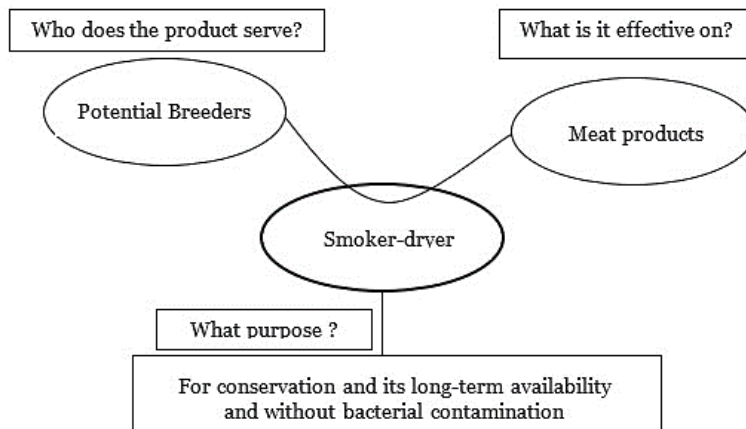 Who does the product serve?
What is it effective on?
Potential Breeders
Meat products
Smoker-dryer
What purpose ?
For conservation and its long-term availability
and without bacterial contamination